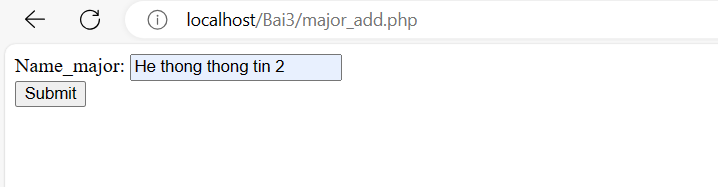 localhost/Bai3/major_add.php
Name_major: He thong thong tin 2
Submit